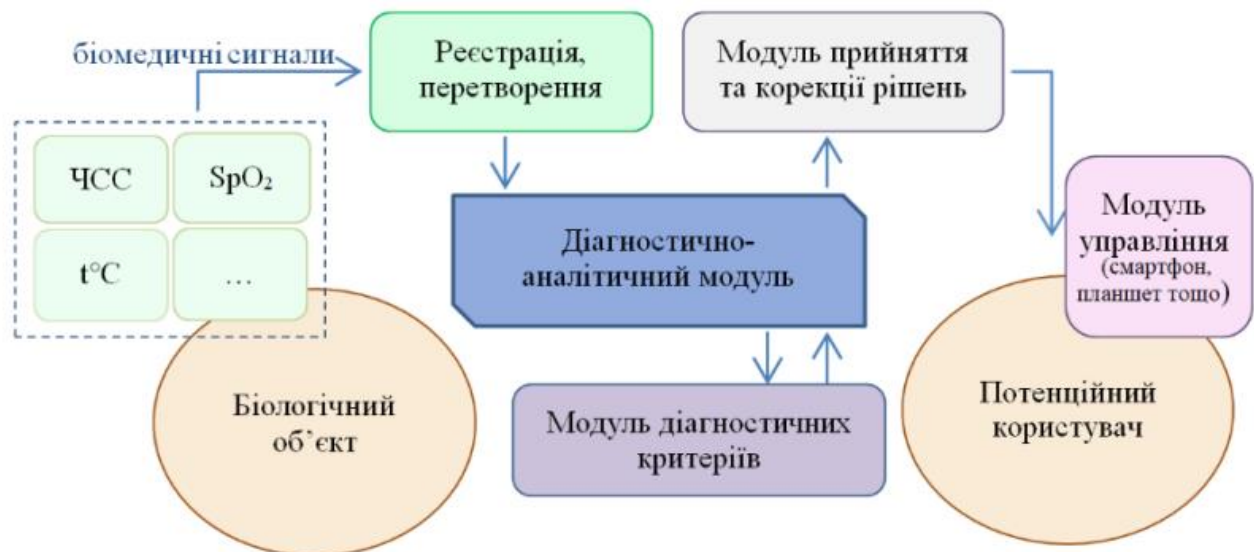 біомедичні сигнали
Реєстрація,
перетворення
Модуль прийняття
та корекції рішень
ЧСС
SpO₂
t°C
…
Діагностично-
аналітичний модуль
Модуль
управління
(смартфон,
планшет тощо)
Біологічний
об’єкт
Модуль діагностичних
критеріїв
Потенційний
користувач